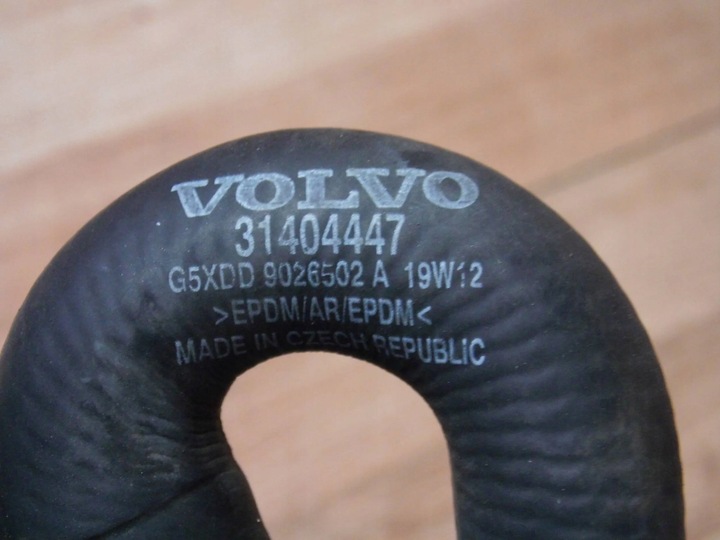 VOLVO
31404447
G5XDD 9026502 A 19W12
>EPDM/AR/EPDM<
MADE IN CZECH REPUBLIC